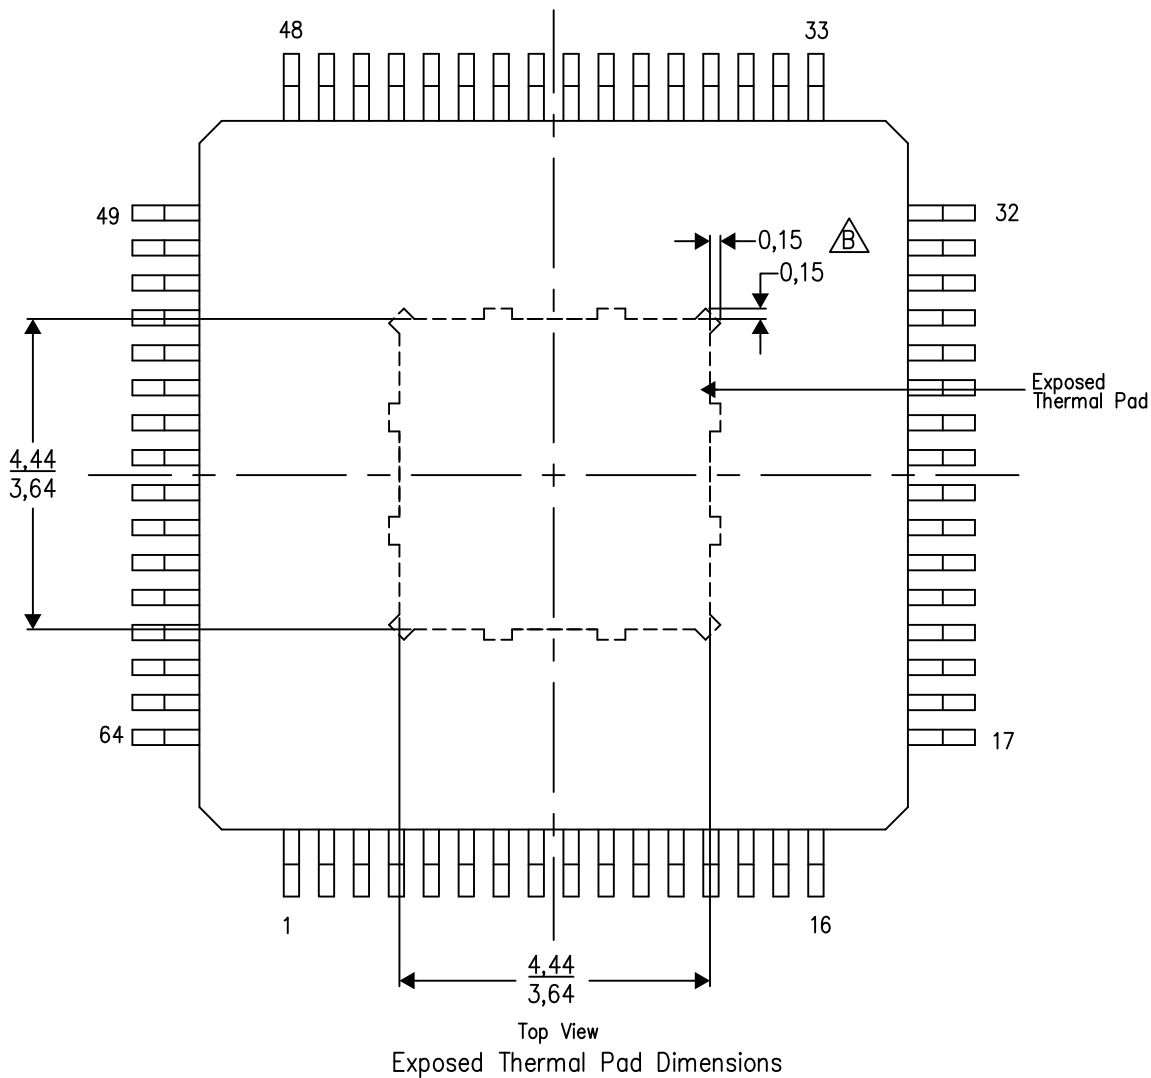 48
33
49
32
0,15
B
0,15
Exposed
Thermal Pad
4,44
3,64
64
17
1
16
4,44
3,64
Top View
Exposed Thermal Pad Dimensions